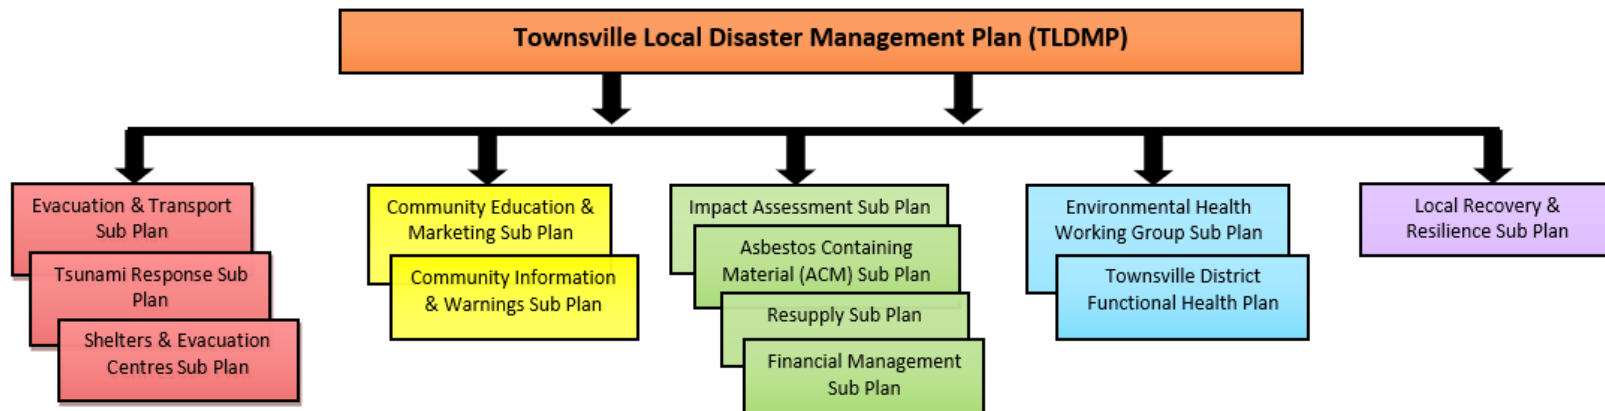 Townsville Local Disaster Management Plan (TLDMP)
Evacuation & Transport
Sub Plan
Tsunami Response Sub
Plan
Shelters & Evacuation
Centres Sub Plan
Community Education &
Marketing Sub Plan
Community Information
& Warnings Sub Plan
Impact Assessment Sub Plan
Asbestos Containing
Material (ACM) Sub Plan
Resupply Sub Plan
Financial Management
Sub Plan
Environmental Health
Working Group Sub Plan
Townsville District
Functional Health Plan
Local Recovery &
Resilience Sub Plan